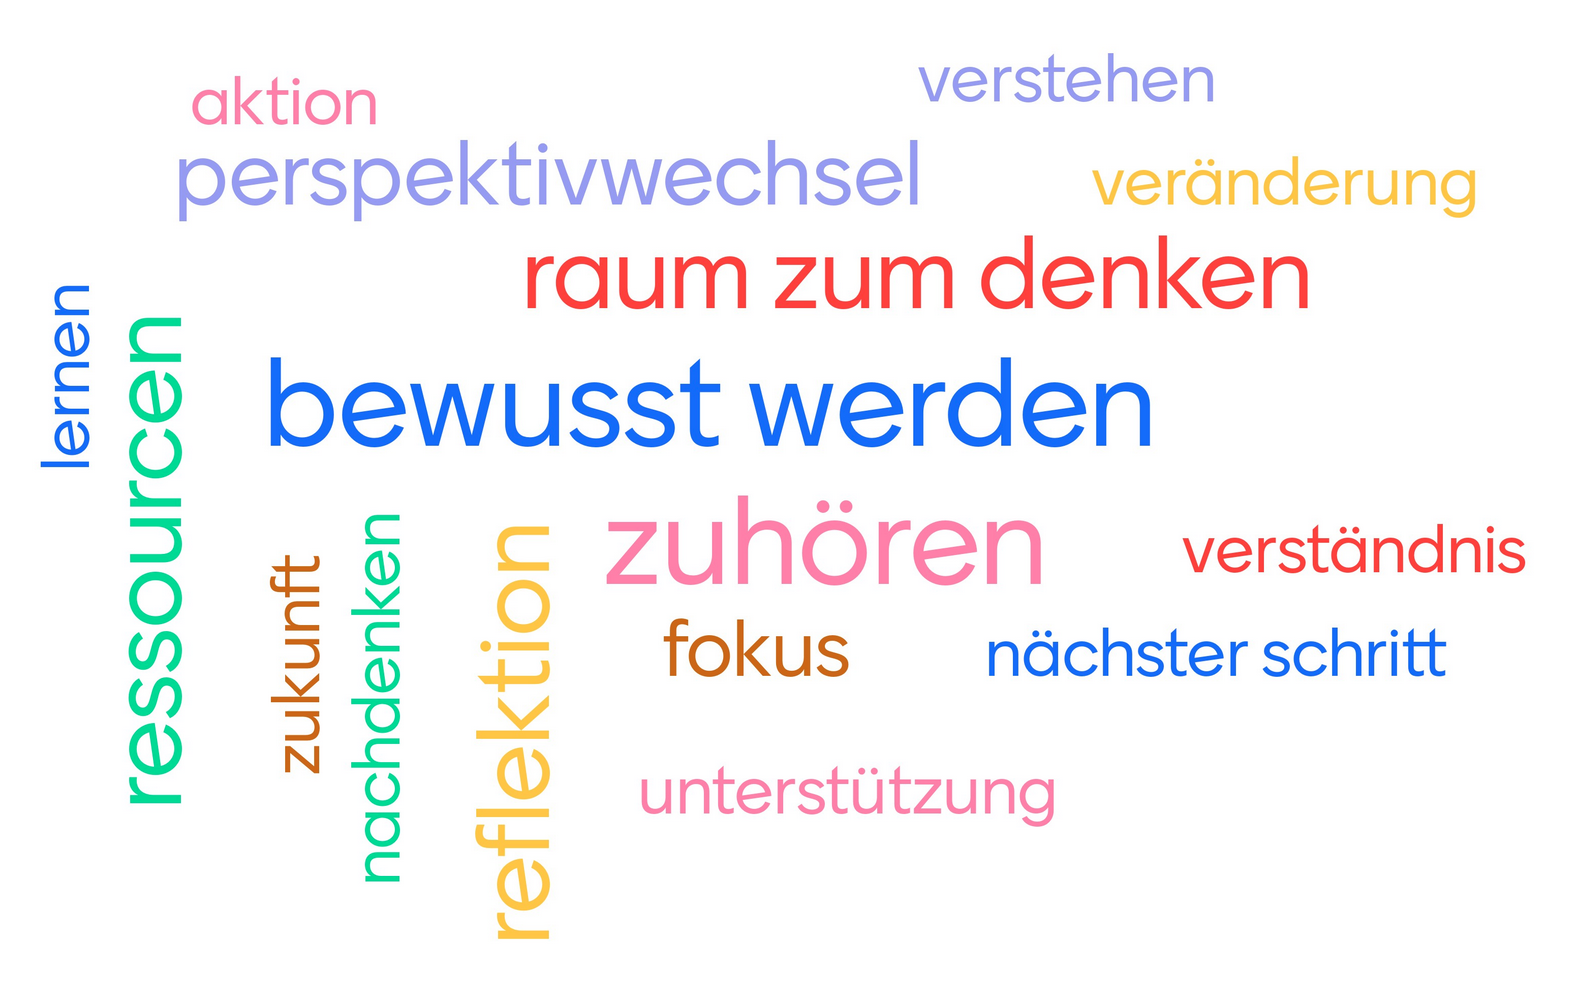 aktion
verstehen
perspektivwechsel
veränderung
raum zum denken
lernen
ressourcen
bewusst werden
zuhören
verständnis
zukunft
nachdenken
reflektion
fokus
nächster schritt
unterstützung